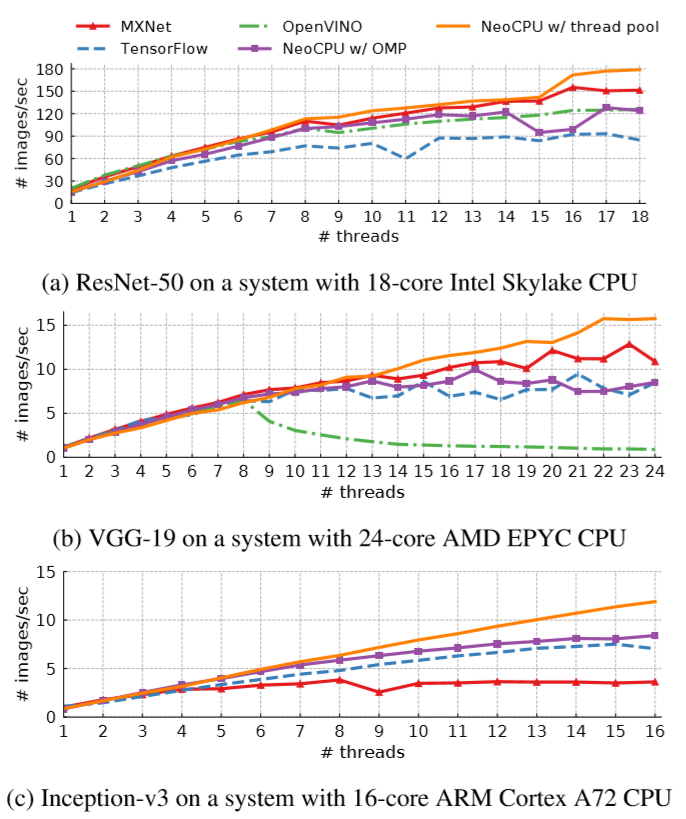 MXNet OpenVINO NeoCPU w/ thread pool
TensorFlow NeoCPU w/ OMP
180
150
120
90
60
30
0
# images/sec
1 2 3 4 5 6 7 8 9 10 11 12 13 14 15 16 17 18
# threads
(a) ResNet-50 on a system with 18-core Intel Skylake CPU
15
10
5
0
# images/sec
1 2 3 4 5 6 7 8 9 10 11 12 13 14 15 16 17 18 19 20 21 22 23 24
# threads
(b) VGG-19 on a system with 24-core AMD EPYC CPU
15
10
5
0
# images/sec
1 2 3 4 5 6 7 8 9 10 11 12 13 14 15 16
# threads
(c) Inception-v3 on a system with 16-core ARM Cortex A72 CPU